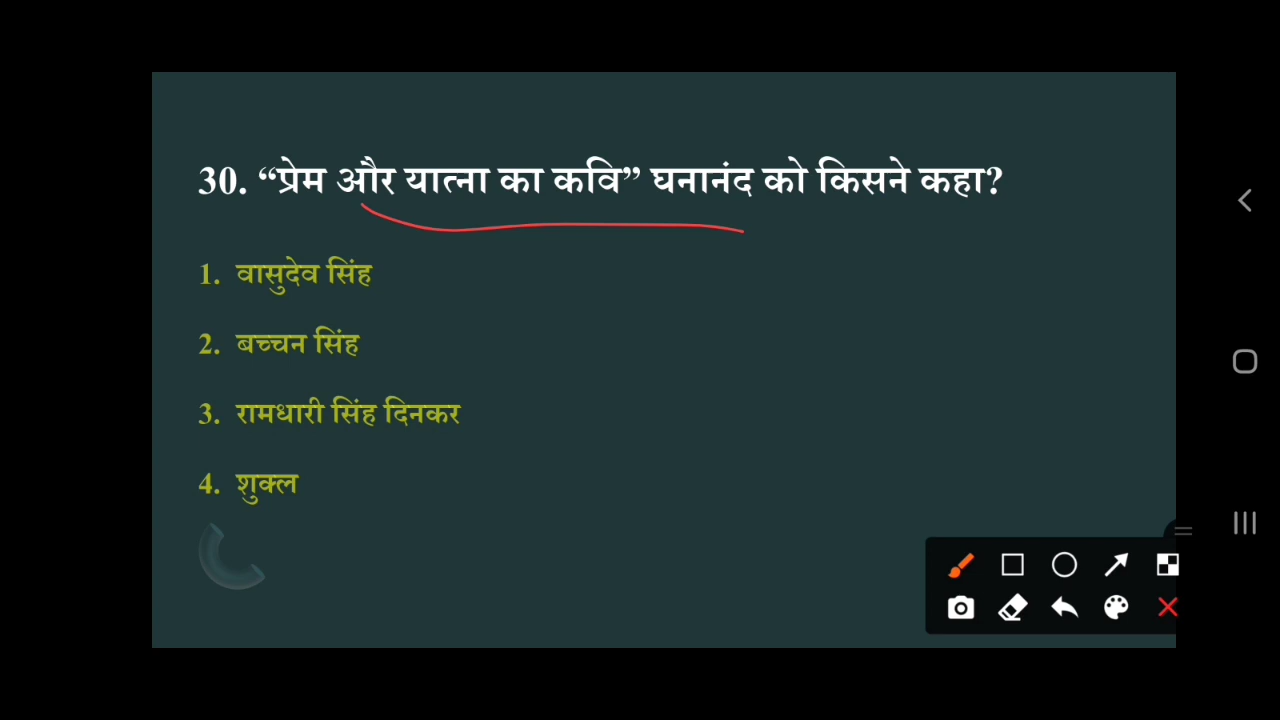 30. “प्रेम और यात्ना का कवि” घनानंद को किसने कहा?
1. वासुदेव सिंह
2. बच्चन सिंह
3. रामधारी सिंह दिनकर
4. शुक्ल